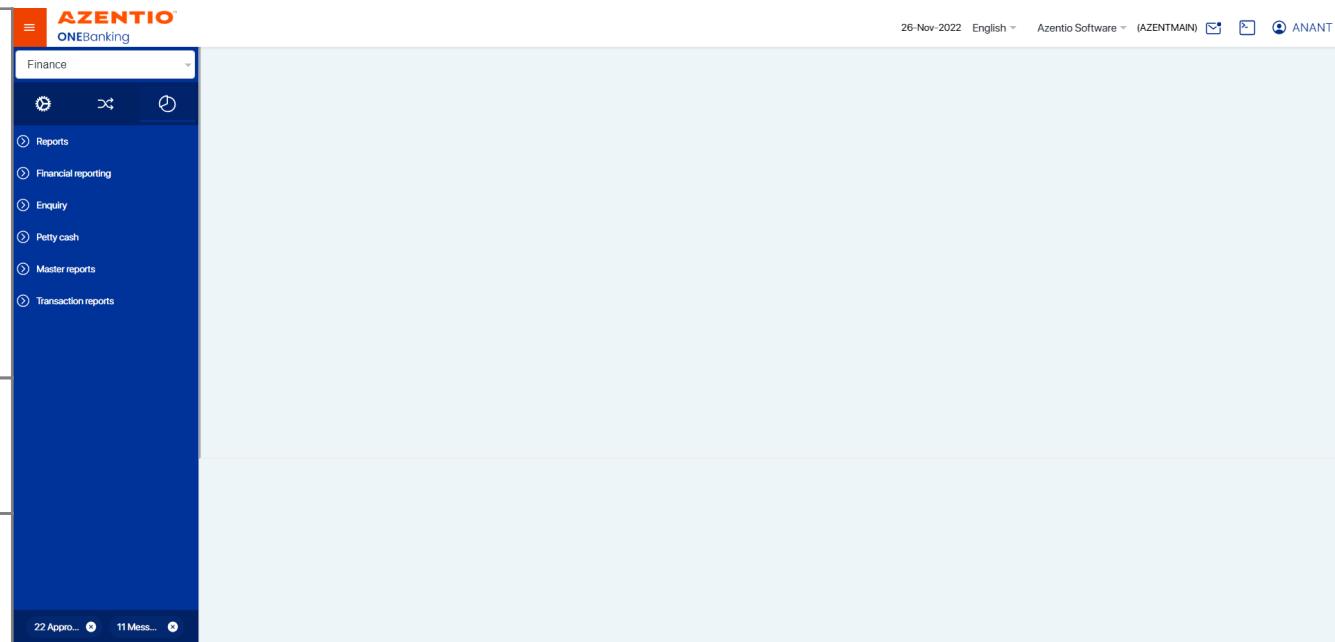 AZENTIO
ONEBanking
26-Nov-2022 English Azentio Software (AZENTMAIN) ANANT
Finance
Reports
Financial reporting
Enquiry
Petty cash
Master reports
Transaction reports
22 Appro... 11 Mess...